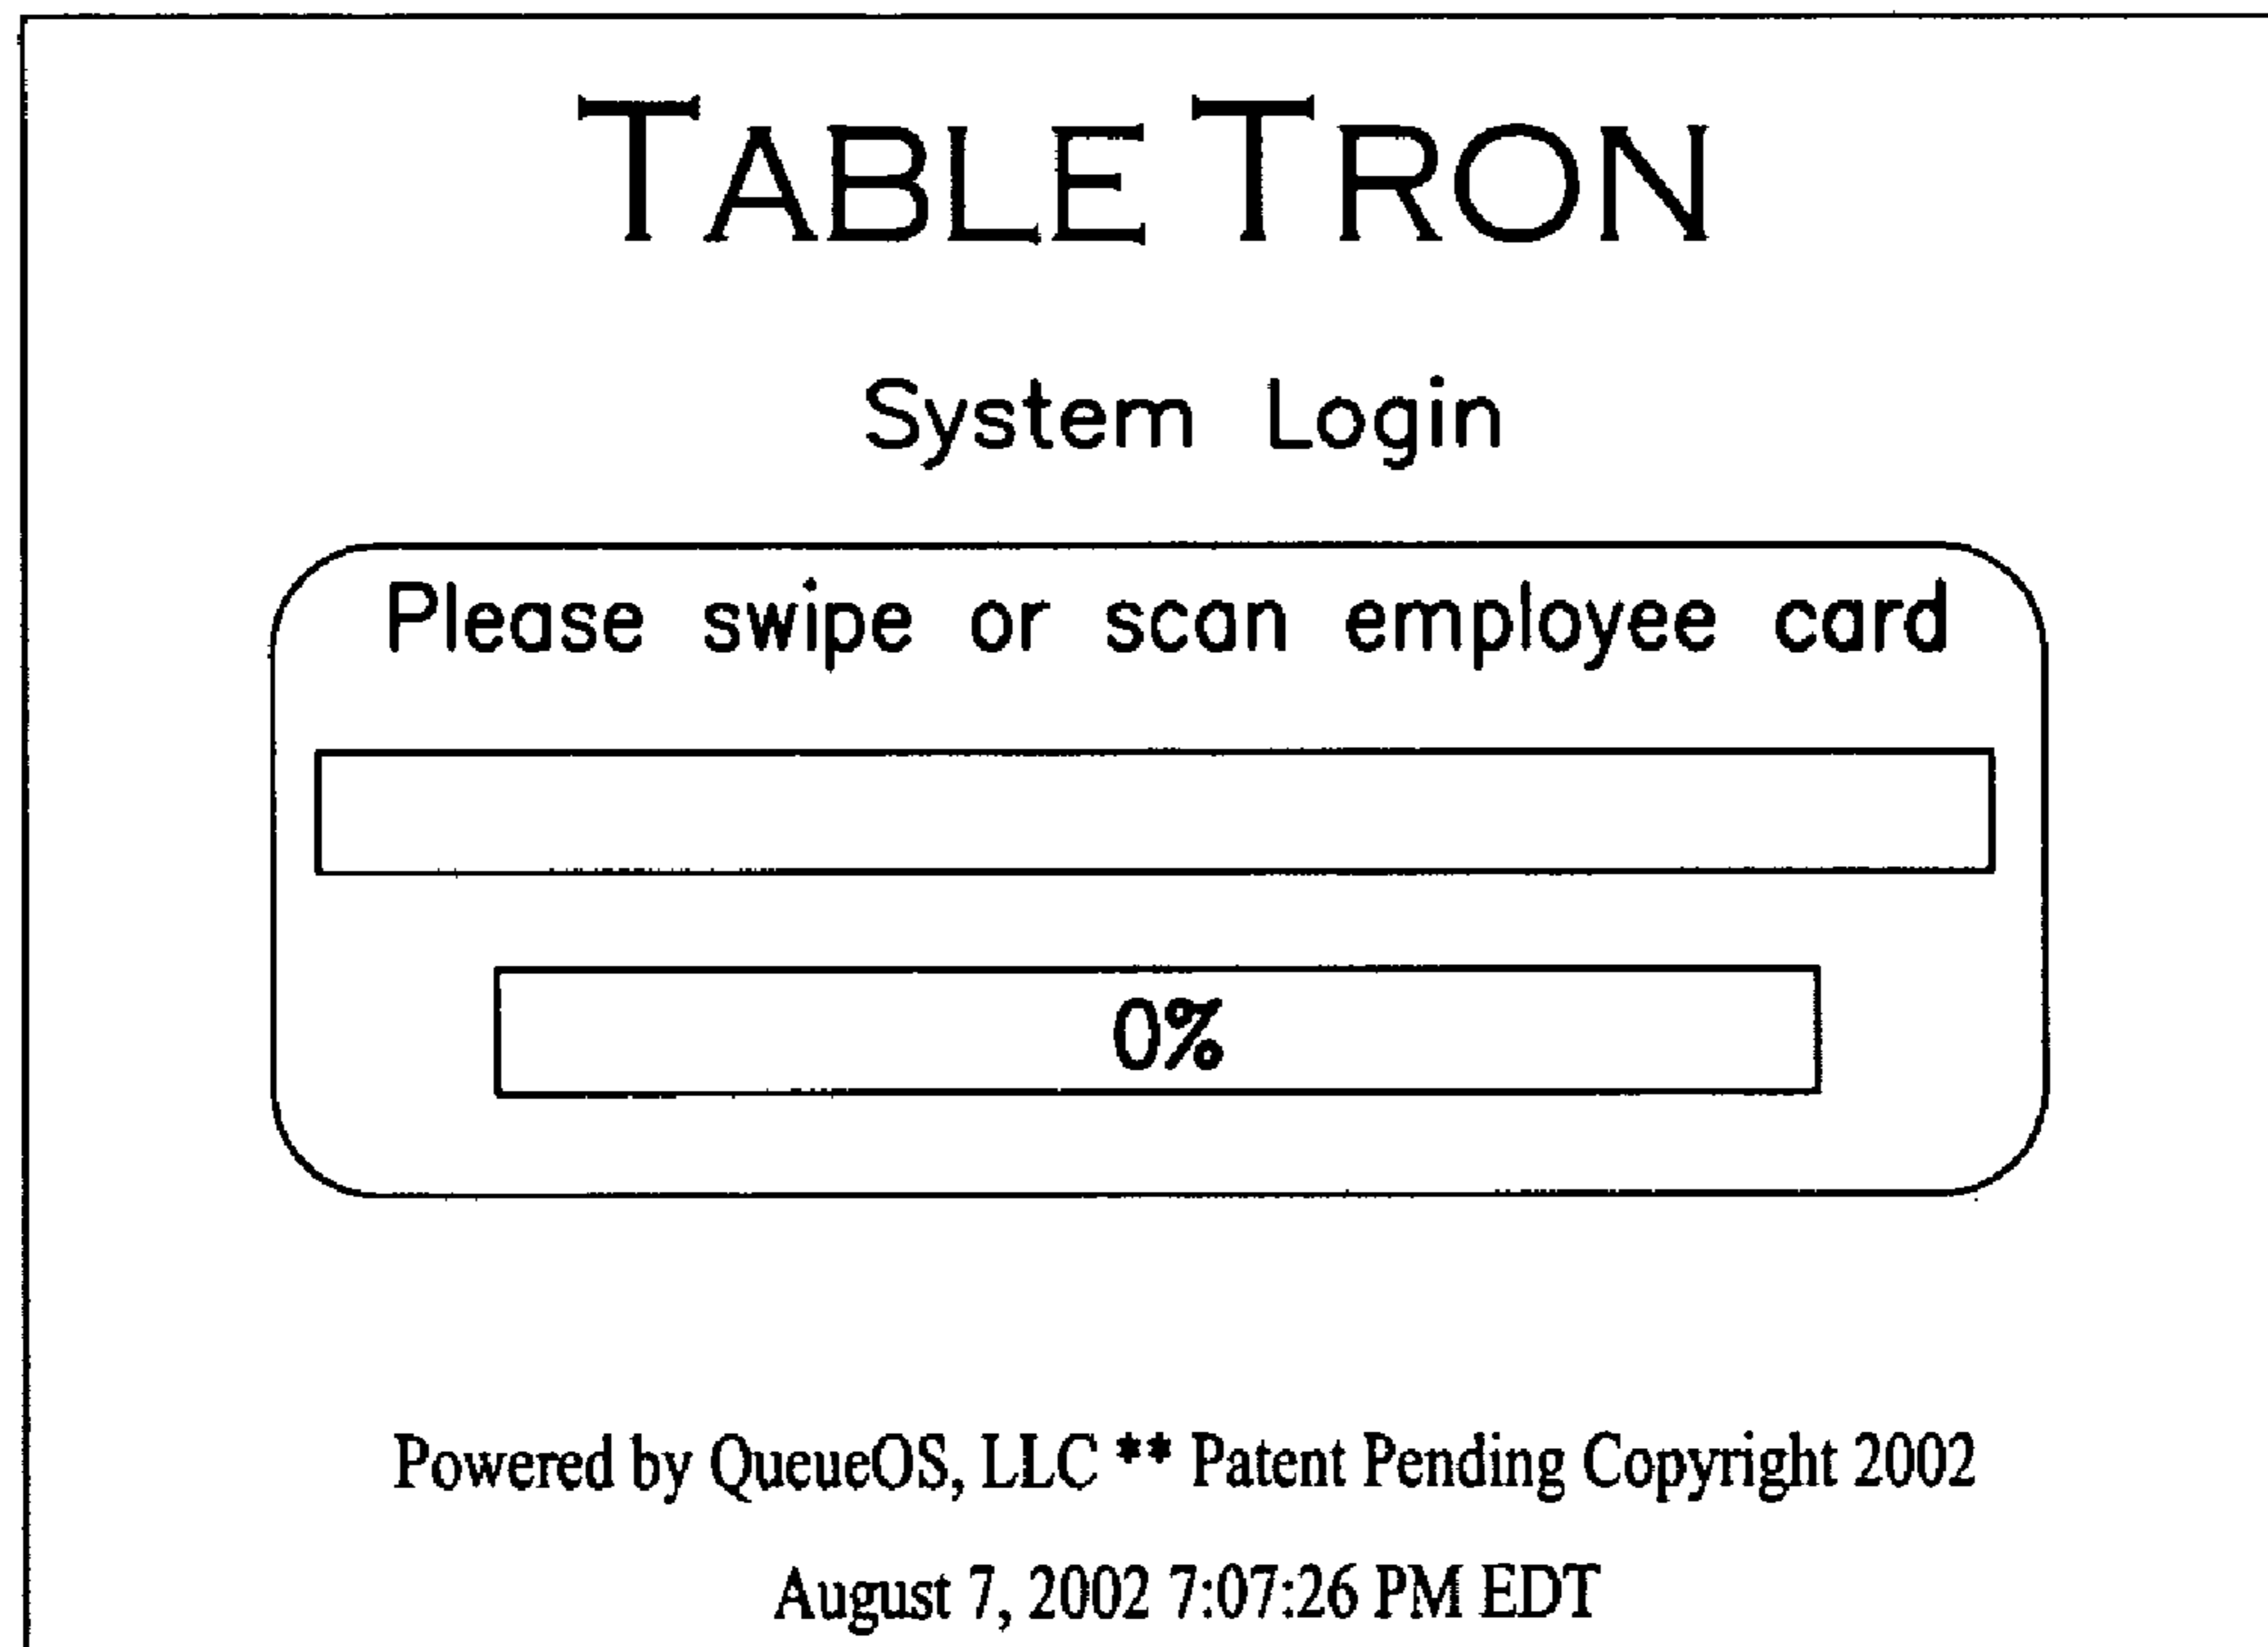 TABLE TRON
System Login
Please swipe or scan employee card
0%
Powered by QueueOS, LLC ** Patent Pending Copyright 2002
August 7, 2002 7:07:26 PM EDT